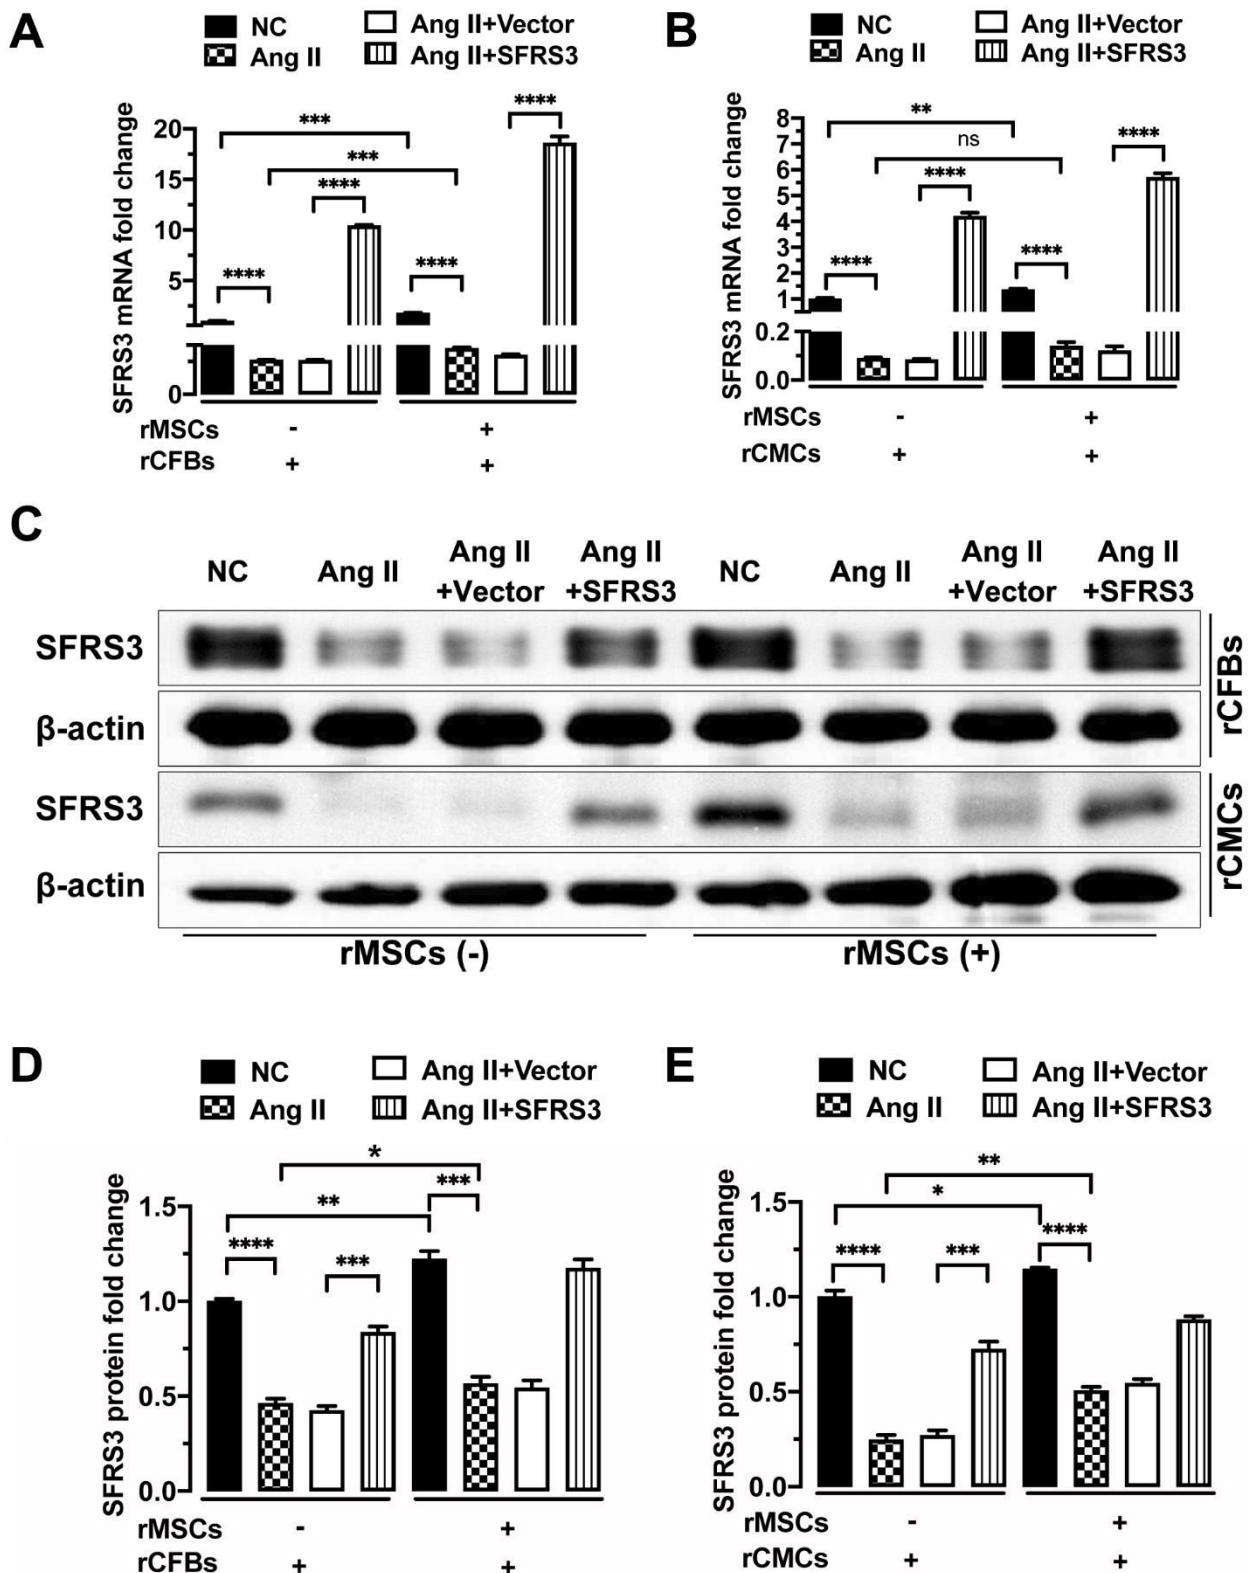 A
NC
Ang II+Vector
Ang II
Ang II+SFRS3
SFRS3 mRNA fold change
20
15
10
5
0
***
***
****
****
****
****
rMSCs - +
rCFBs + +
B
NC
Ang II+Vector
Ang II
Ang II+SFRS3
SFRS3 mRNA fold change
8
7
6
5
4
3
2
1
0.2
0.0
**
ns
****
****
****
****
rMSCs - +
rCMCs + +
C
NC Ang II Ang II +Vector Ang II +SFRS3 NC Ang II Ang II +Vector Ang II +SFRS3
SFRS3
β-actin
rCFBs
SFRS3
β-actin
rCMCs
rMSCs (-) rMSCs (+)
D
NC
Ang II+Vector
Ang II
Ang II+SFRS3
SFRS3 protein fold change
1.5
1.0
0.5
0.0
*
**
***
****
***
rMSCs - +
rCFBs + +
E
NC
Ang II+Vector
Ang II
Ang II+SFRS3
SFRS3 protein fold change
1.5
1.0
0.5
0.0
**
*
****
****
***
rMSCs - +
rCMCs + +